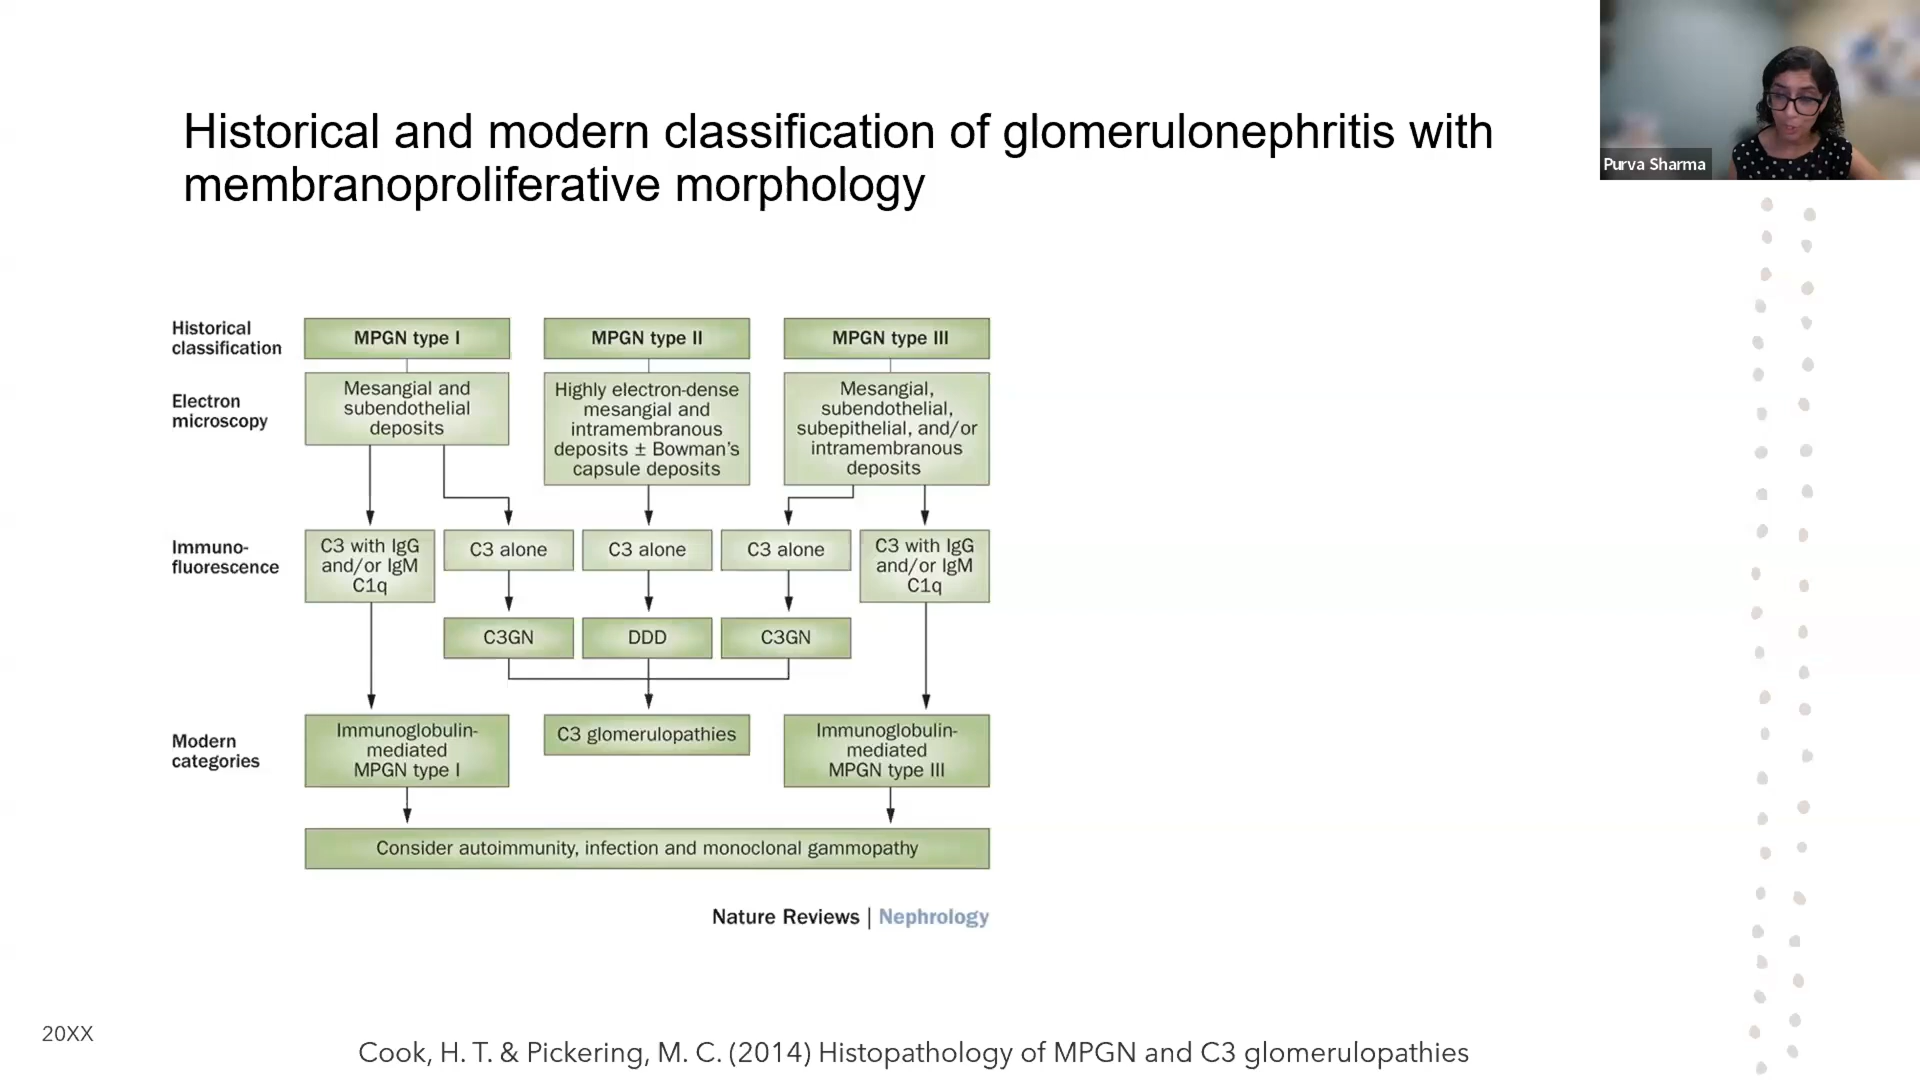 Historical and modern classification of glomerulonephritis with
membranoproliferative morphology
Purva Sharma
Historical
classification
MPGN type I
MPGN type II
MPGN type III
Electron
microscopy
Mesangial and
subendothelial
deposits
Highly electron-dense
mesangial and
intramembranous
deposits ± Bowman's
capsule deposits
Mesangial,
subendothelial,
subepithelial, and/or
intramembranous
deposits
Immuno-
fluorescence
C3 with IgG
and/or IgM
C1q
C3 alone
C3 alone
C3 alone
C3 with IgG
and/or IgM
C1q
C3GN
DDD
C3GN
Modern
categories
Immunoglobulin-
mediated
MPGN type I
C3 glomerulopathies
Immunoglobulin-
mediated
MPGN type III
Consider autoimmunity, infection and monoclonal gammopathy
Nature Reviews | Nephrology
20XX
Cook, H. T. & Pickering, M. C. (2014) Histopathology of MPGN and C3 glomerulopathies